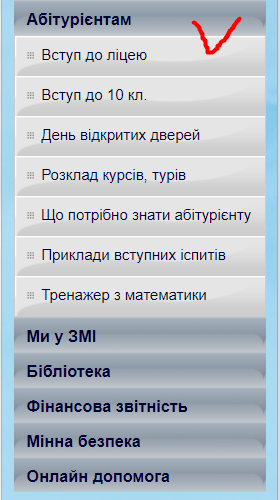 Абітурієнтам
Вступ до ліцею
Вступ до 10 кл.
День відкритих дверей
Розклад курсів, турів
Що потрібно знати абітурієнту
Приклади вступних іспитів
Тренажер з математики
Ми у ЗМІ
Бібліотека
Фінансова звітність
Мінна безпека
Онлайн допомога